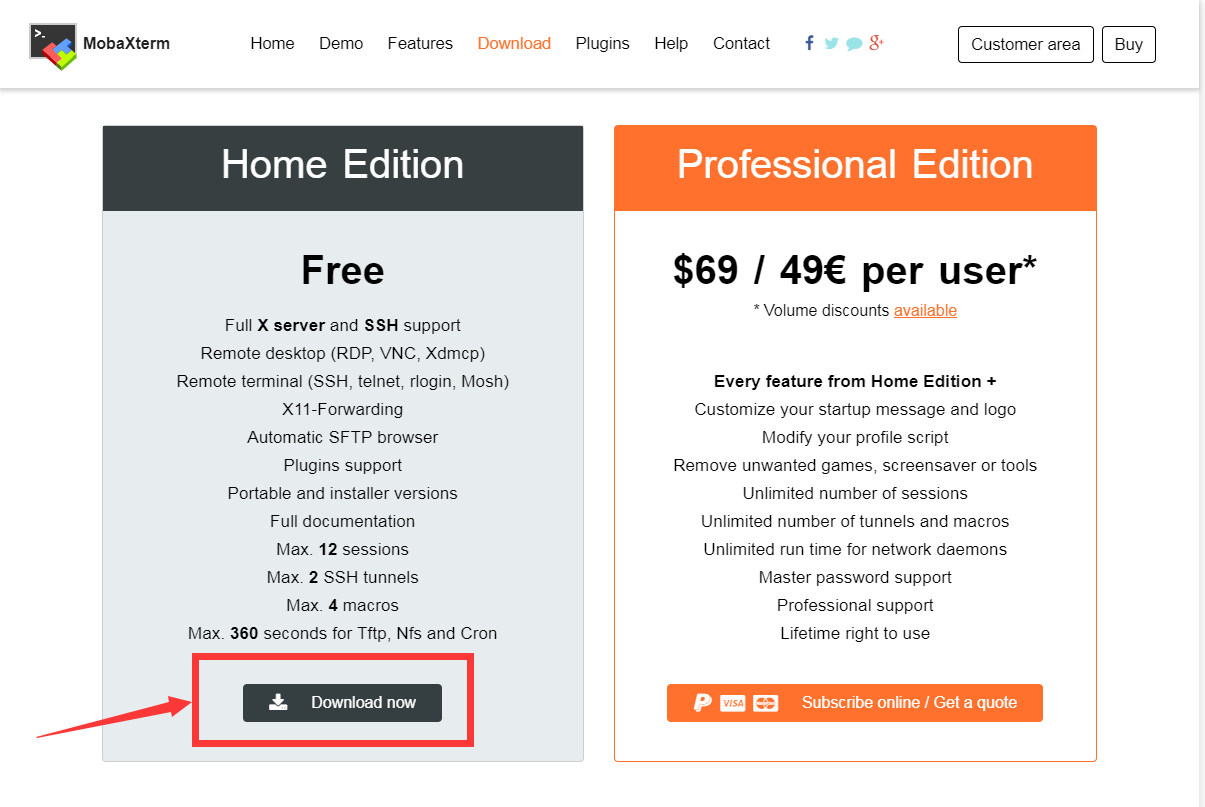 MobaXterm
Home Demo Features Download Plugins Help Contact
Customer area Buy
Home Edition
Free
Full X server and SSH support
Remote desktop (RDP, VNC, Xdmcp)
Remote terminal (SSH, telnet, rlogin, Mosh)
X11-Forwarding
Automatic SFTP browser
Plugins support
Portable and installer versions
Full documentation
Max. 12 sessions
Max. 2 SSH tunnels
Max. 4 macros
Max. 360 seconds for Tftp, Nfs and Cron
Download now
Professional Edition
$69 / 49€ per user*
* Volume discounts available
Every feature from Home Edition +
Customize your startup message and logo
Modify your profile script
Remove unwanted games, screensaver or tools
Unlimited number of sessions
Unlimited number of tunnels and macros
Unlimited run time for network daemons
Master password support
Professional support
Lifetime right to use
VISA Subscribe online / Get a quote